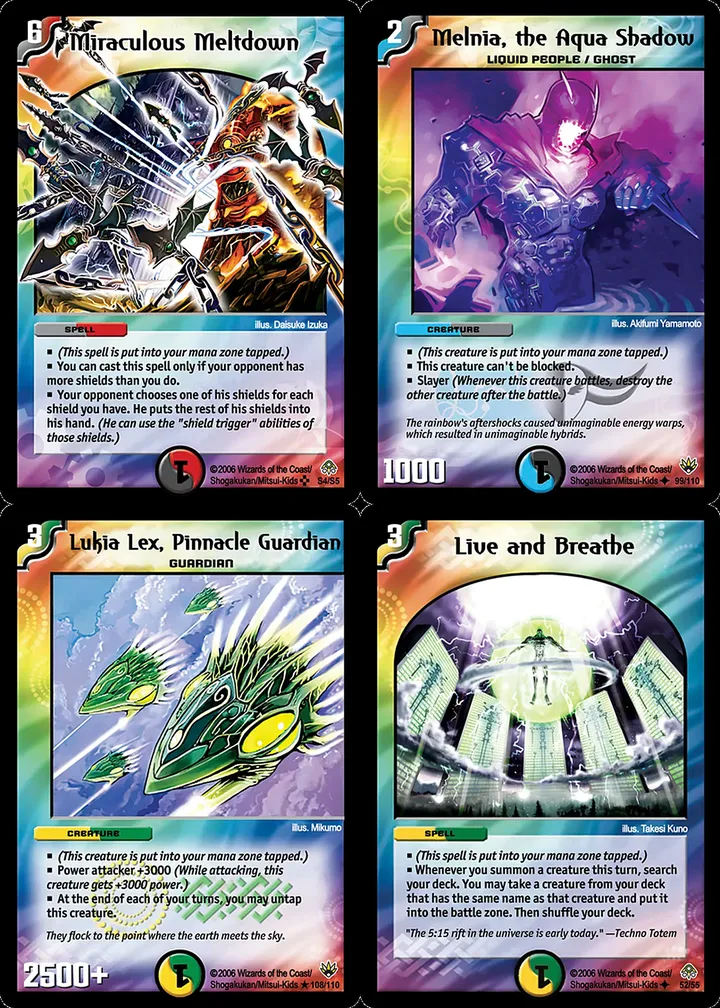 6
Miraculous Meltdown
illus. Daisuke Izuka
SPELL
▪ (This spell is put into your mana zone tapped.)
▪ You can cast this spell only if your opponent has
more shields than you do.
▪ Your opponent chooses one of his shields for each
shield you have. He puts the rest of his shields into
his hand. (He can use the "shield trigger" abilities of
those shields.)
1
©2006 Wizards of the Coast/
Shogakukan/Mitsui-Kids S4/S5
2
Melnia, the Aqua Shadow
LIQUID PEOPLE / GHOST
illus. Akifumi Yamamoto
CREATURE
▪ (This creature is put into your mana zone tapped.)
▪ This creature can't be blocked.
▪ Slayer (Whenever this creature battles, destroy the
other creature after the battle.)
The rainbow's aftershocks caused unimaginable energy warps,
which resulted in unimaginable hybrids.
1000
1
©2006 Wizards of the Coast/
Shogakukan/Mitsui-Kids 99/110
3
Lukia Lex, Pinnacle Guardian
GUARDIAN
illus. Mikumo
CREATURE
▪ (This creature is put into your mana zone tapped.)
▪ Power attacker +3000 (While attacking, this
creature gets +3000 power.)
▪ At the end of each of your turns, you may untap
this creature.
They flock to the point where the earth meets the sky.
2500+
1
©2006 Wizards of the Coast/
Shogakukan/Mitsui-Kids ★ 108/110
3
Live and Breathe
illus. Takesi Kuno
SPELL
▪ (This spell is put into your mana zone tapped.)
▪ Whenever you summon a creature this turn, search
your deck. You may take a creature from your deck
that has the same name as that creature and put it
into the battle zone. Then shuffle your deck.
"The 5:15 rift in the universe is early today." —Techno Totem
1
©2006 Wizards of the Coast/
Shogakukan/Mitsui-Kids 52/55